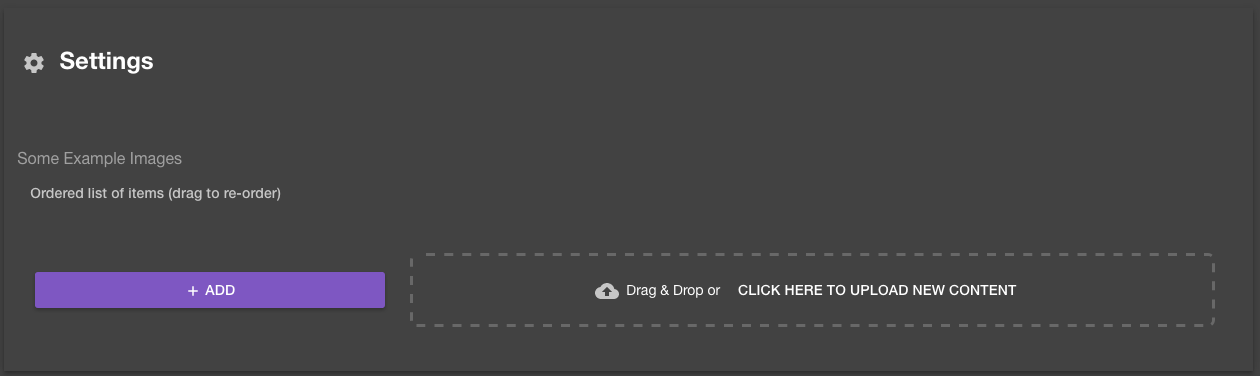 Settings
Some Example Images
Ordered list of items (drag to re-order)
+ ADD
Drag & Drop or CLICK HERE TO UPLOAD NEW CONTENT